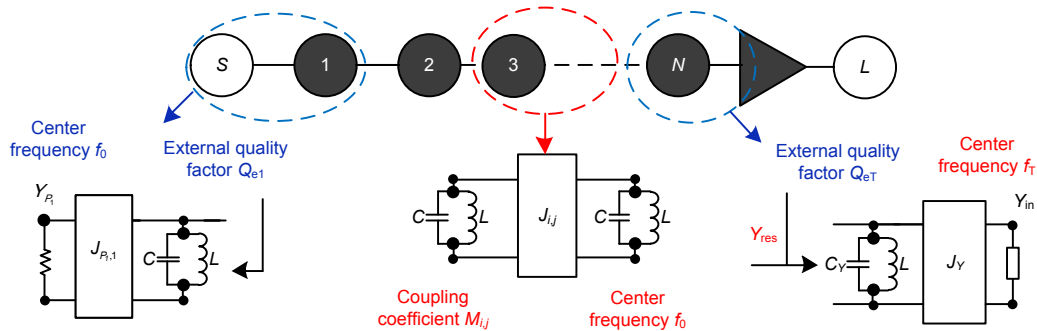 S
1
2
3
N
L
Center
frequency f0
External quality
factor Qe1
External quality
factor QeT
Center
frequency fT
YP1
JP1,1
C
L
C
L
Ji,j
C
L
Yres
CY
L
JY
Yin
Coupling
coefficient Mi,j
Center
frequency f0